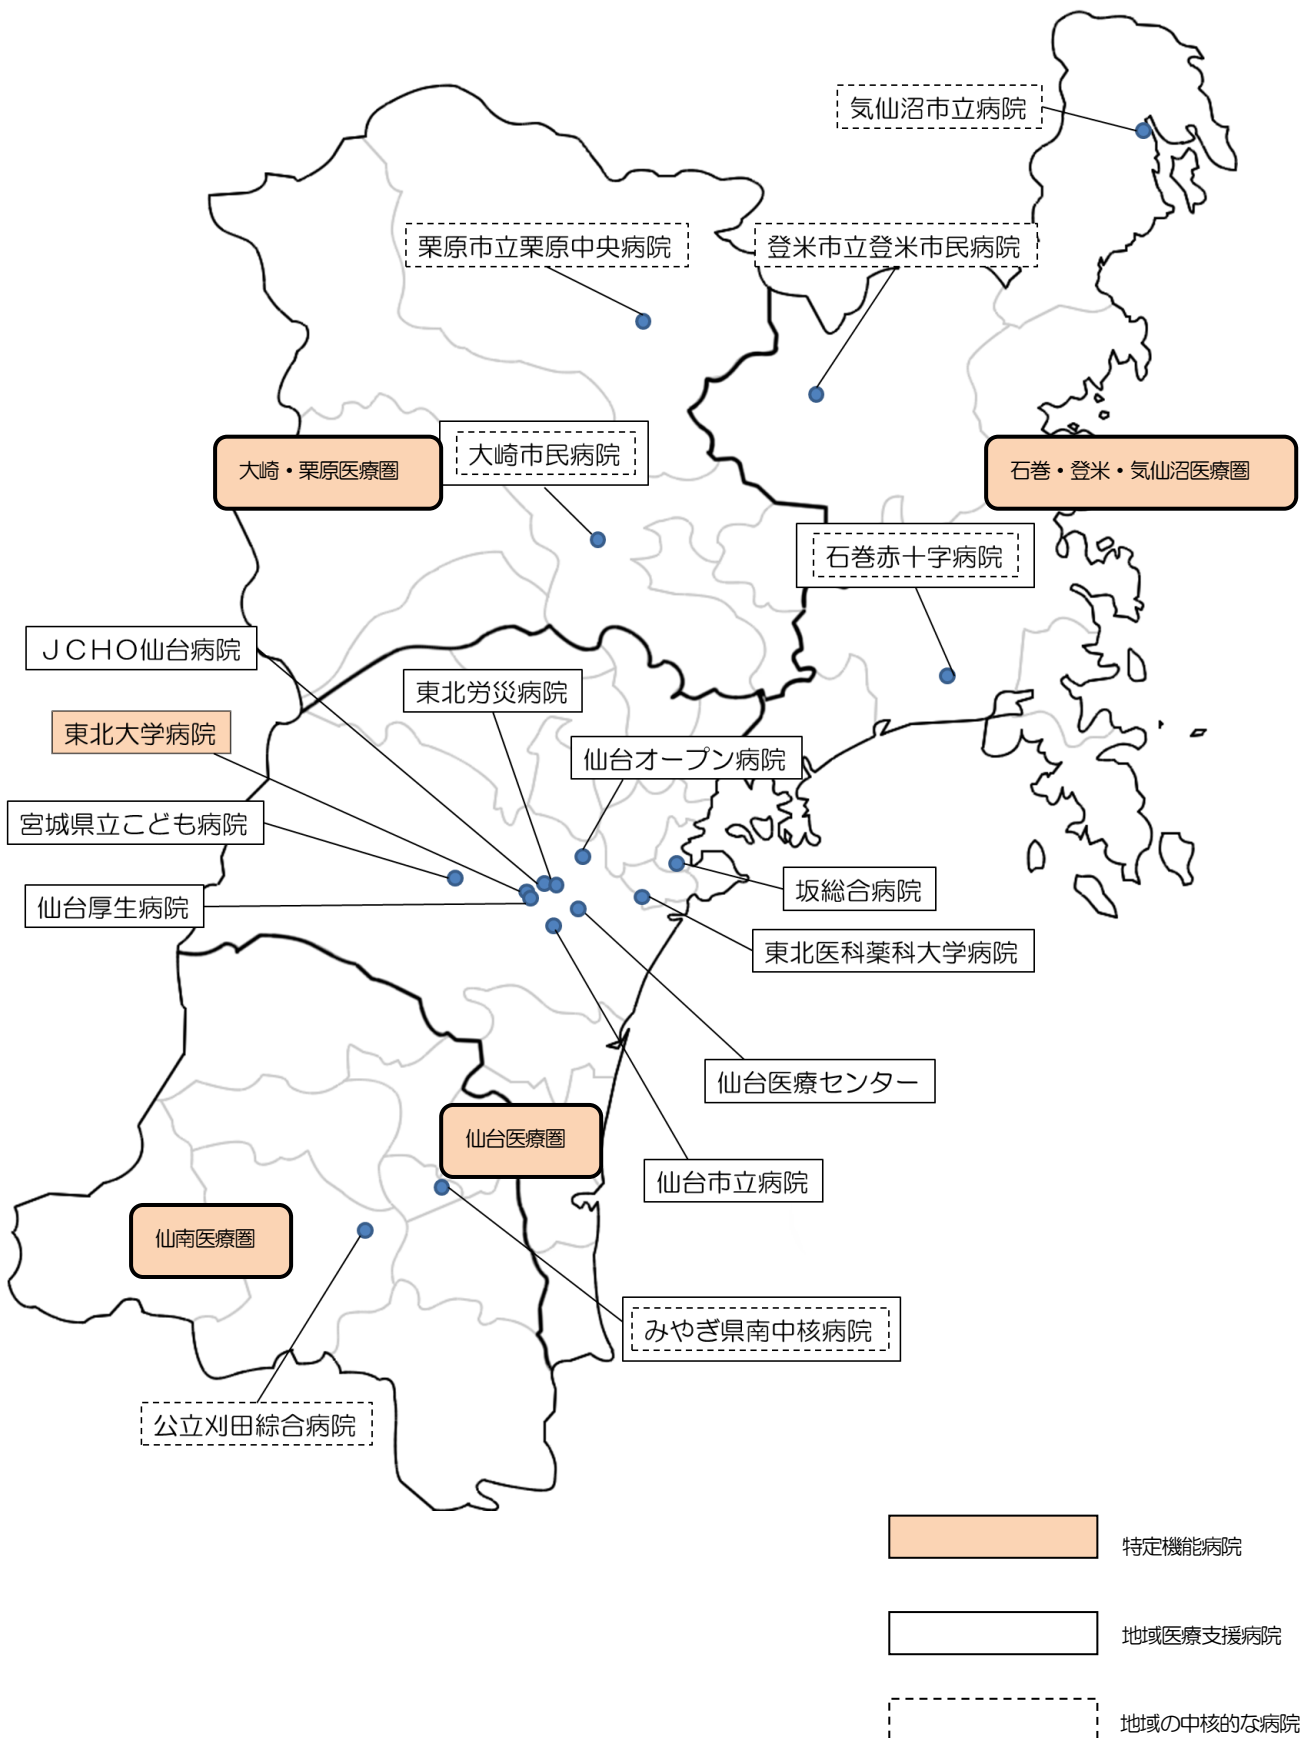 気仙沼市立病院
栗原市立栗原中央病院
登米市立登米市民病院
大崎市民病院
大崎・栗原医療圏
石巻・登米・気仙沼医療圏
石巻赤十字病院
ＪＣＨＯ仙台病院
東北労災病院
東北大学病院
仙台オープン病院
宮城県立こども病院
坂総合病院
仙台厚生病院
東北医科薬科大学病院
仙台医療センター
仙台医療圏
仙台市立病院
仙南医療圏
みやぎ県南中核病院
公立刈田綜合病院
特定機能病院
地域医療支援病院
地域の中核的な病院